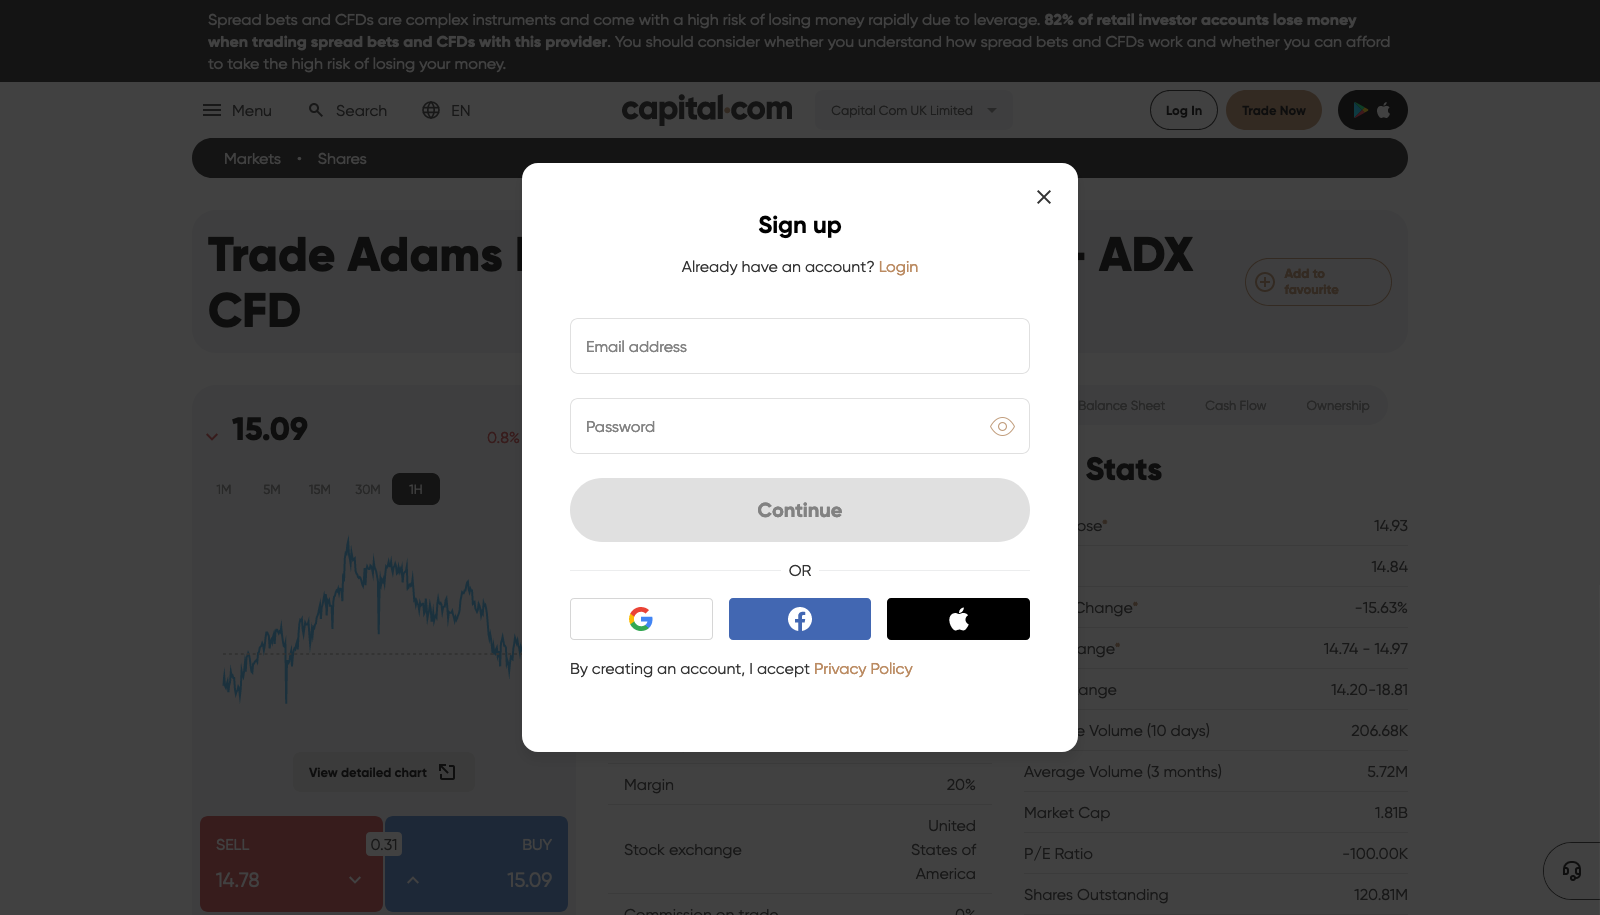 Spread bets and CFDs are complex instruments and come with a high risk of losing money rapidly due to leverage. 82% of retail investor accounts lose money
when trading spread bets and CFDs with this provider. You should consider whether you understand how spread bets and CFDs work and whether you can afford
to take the high risk of losing your money.
Menu
Search
EN
capital.com
Capital Com UK Limited
Log In
Trade Now
Markets • Shares
Trade Adams
- ADX
CFD
Add to
favourite
Sign up
Already have an account? Login
Email address
Password
Continue
OR
By creating an account, I accept Privacy Policy
15.09
0.8%
1M 5M 15M 30M 1H
View detailed chart
SELL
14.78
0.31
BUY
15.09
Margin 20%
Stock exchange
United
States of
America
Commission on trade 0%
Balance Sheet Cash Flow Ownership
Stats
14.93
14.84
Change* -15.63%
14.74 - 14.97
14.20-18.81
Volume (10 days) 206.68K
Average Volume (3 months) 5.72M
Market Cap 1.81B
P/E Ratio -100.00K
Shares Outstanding 120.81M